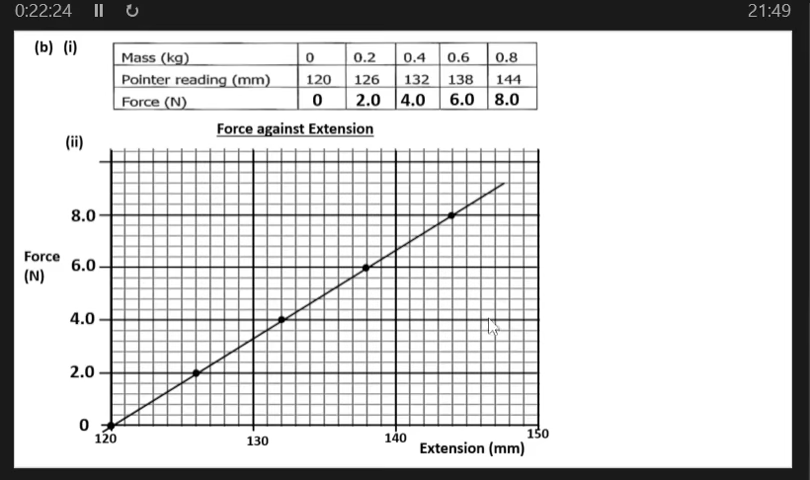 0:22:24 21:49
(b) (i)
Mass (kg) 0 0.2 0.4 0.6 0.8
Pointer reading (mm) 120 126 132 138 144
Force (N) 0 2.0 4.0 6.0 8.0
Force against Extension
(ii)
8.0
Force
6.0
(N)
4.0
2.0
0
120 130 140 150
Extension (mm)